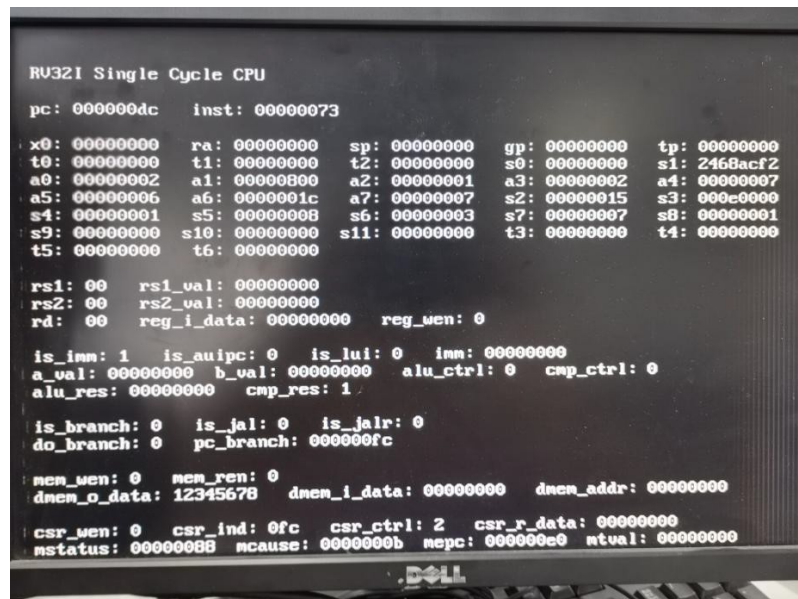 RV32I Single Cycle CPU
pc: 000000dc inst: 00000073
x0: 00000000 ra: 00000000 sp: 00000000 gp: 00000000 tp: 00000000
t0: 00000000 t1: 00000000 t2: 00000000 s0: 00000000 s1: 2468acf2
a0: 00000002 a1: 00000800 a2: 00000001 a3: 00000002 a4: 00000007
a5: 00000006 a6: 0000001c a7: 00000007 s2: 00000015 s3: 000e0000
s4: 00000001 s5: 00000008 s6: 00000003 s7: 00000007 s8: 00000001
s9: 00000000 s10: 00000000 s11: 00000000 t3: 00000000 t4: 00000000
t5: 00000000 t6: 00000000
rs1: 00 rs1_val: 00000000
rs2: 00 rs2_val: 00000000
rd: 00 reg_i_data: 00000000 reg_wen: 0
is_imm: 1 is_auipc: 0 is_lui: 0 imm: 00000000
a_val: 00000000 b_val: 00000000 alu_ctrl: 0 cmp_ctrl: 0
alu_res: 00000000 cmp_res: 1
is_branch: 0 is_jal: 0 is_jalr: 0
do_branch: 0 pc_branch: 000000fc
mem_wen: 0 mem_ren: 0
dmem_o_data: 12345678 dmem_i_data: 00000000 dmem_addr: 00000000
csr_wen: 0 csr_ind: 0fc csr_ctrl: 2 csr_r_data: 00000000
mstatus: 00000088 mcause: 0000000b mepc: 000000e0 mtval: 00000000
DELL